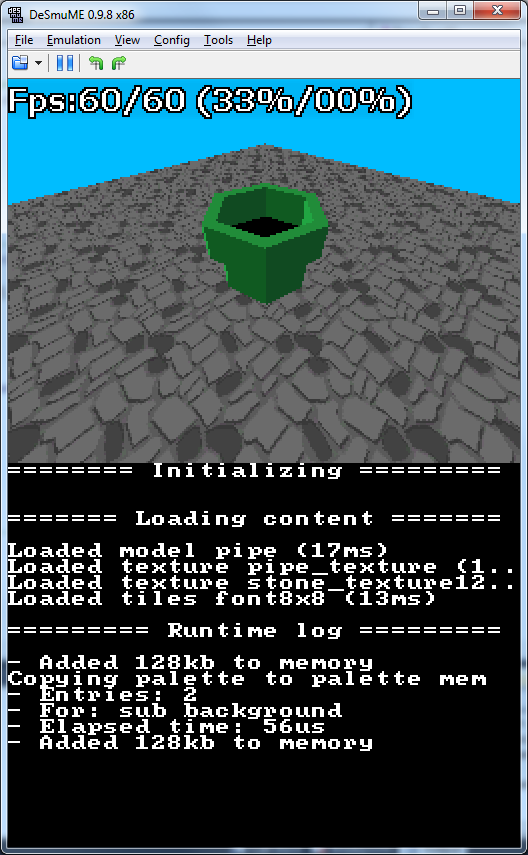 DeSmuME 0.9.8 x86
File Emulation View Config Tools Help
Fps:60/60 (33%/00%)
======== Initializing =========
======= Loading content =======
Loaded model pipe (17ms)
Loaded texture pipe_texture (1..
Loaded texture stone_texture12..
Loaded tiles font8x8 (13ms)
========= Runtime log =========
- Added 128kb to memory
Copying palette to palette mem
- Entries: 2
- For: sub background
- Elapsed time: 56us
- Added 128kb to memory